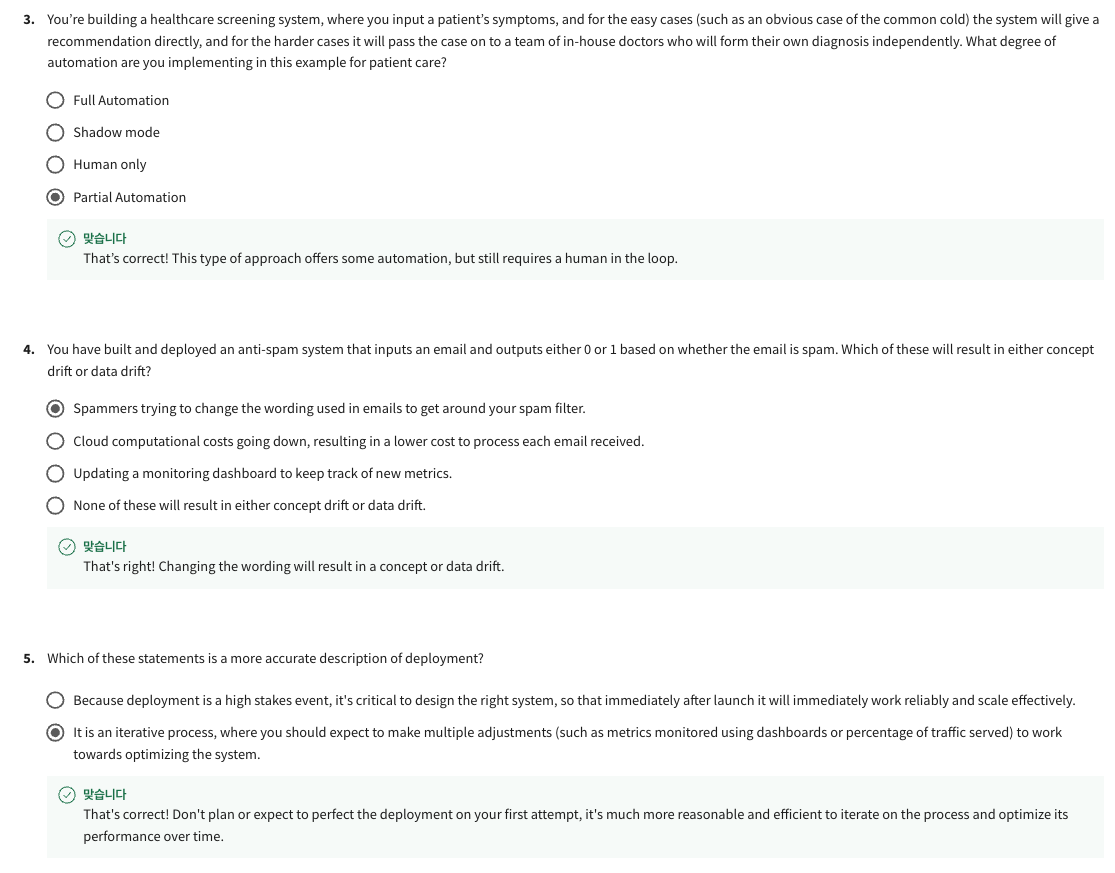 3. You’re building a healthcare screening system, where you input a patient’s symptoms, and for the easy cases (such as an obvious case of the common cold) the system will give a
recommendation directly, and for the harder cases it will pass the case on to a team of in-house doctors who will form their own diagnosis independently. What degree of
automation are you implementing in this example for patient care?
Full Automation
Shadow mode
Human only
Partial Automation
맞습니다
That’s correct! This type of approach offers some automation, but still requires a human in the loop.
4. You have built and deployed an anti-spam system that inputs an email and outputs either 0 or 1 based on whether the email is spam. Which of these will result in either concept
drift or data drift?
Spammers trying to change the wording used in emails to get around your spam filter.
Cloud computational costs going down, resulting in a lower cost to process each email received.
Updating a monitoring dashboard to keep track of new metrics.
None of these will result in either concept drift or data drift.
맞습니다
That's right! Changing the wording will result in a concept or data drift.
5. Which of these statements is a more accurate description of deployment?
Because deployment is a high stakes event, it's critical to design the right system, so that immediately after launch it will immediately work reliably and scale effectively.
It is an iterative process, where you should expect to make multiple adjustments (such as metrics monitored using dashboards or percentage of traffic served) to work
towards optimizing the system.
맞습니다
That's correct! Don't plan or expect to perfect the deployment on your first attempt, it's much more reasonable and efficient to iterate on the process and optimize its
performance over time.